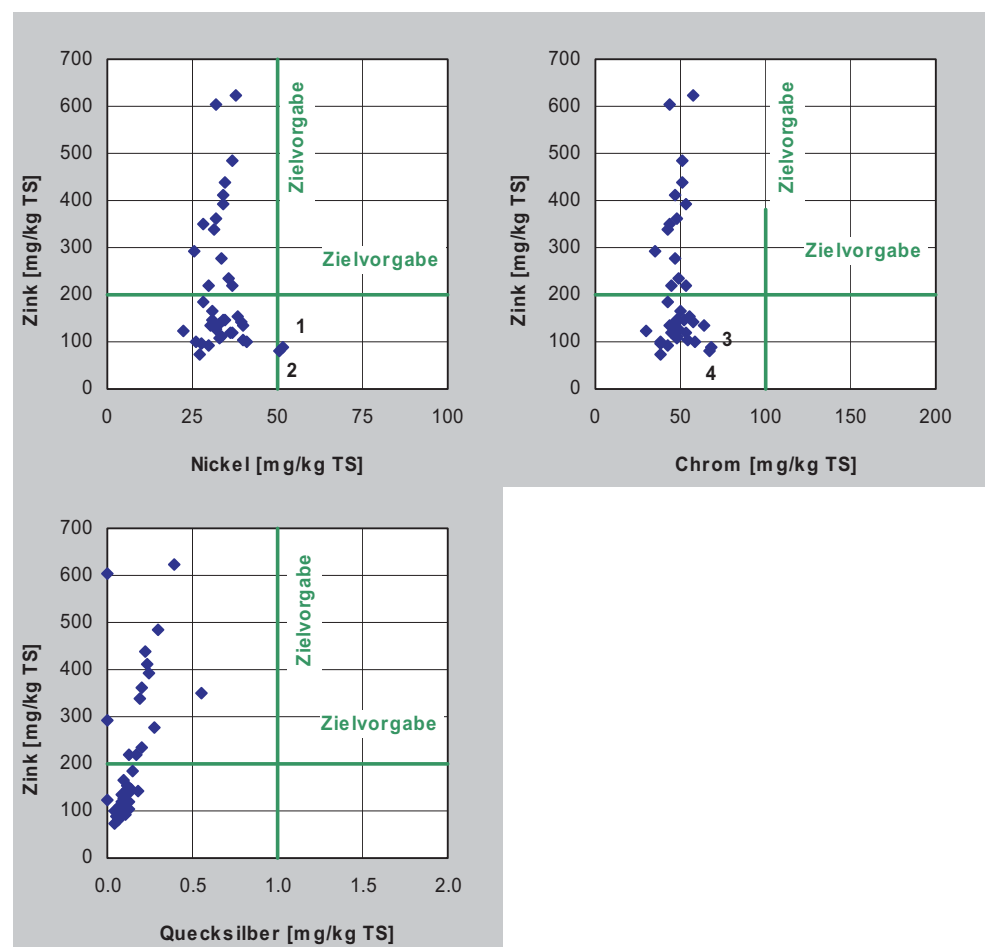 700
600
500
400
300
200
100
0
Zink [mg/kg TS]
Zielvorgabe
Zielvorgabe
1
2
0 25 50 75 100
Nickel [mg/kg TS]
700
600
500
400
300
200
100
0
Zink [mg/kg TS]
Zielvorgabe
Zielvorgabe
3
4
0 50 100 150 200
Chrom [mg/kg TS]
700
600
500
400
300
200
100
0
Zink [mg/kg TS]
Zielvorgabe
Zielvorgabe
0.0 0.5 1.0 1.5 2.0
Quecksilber [mg/kg TS]